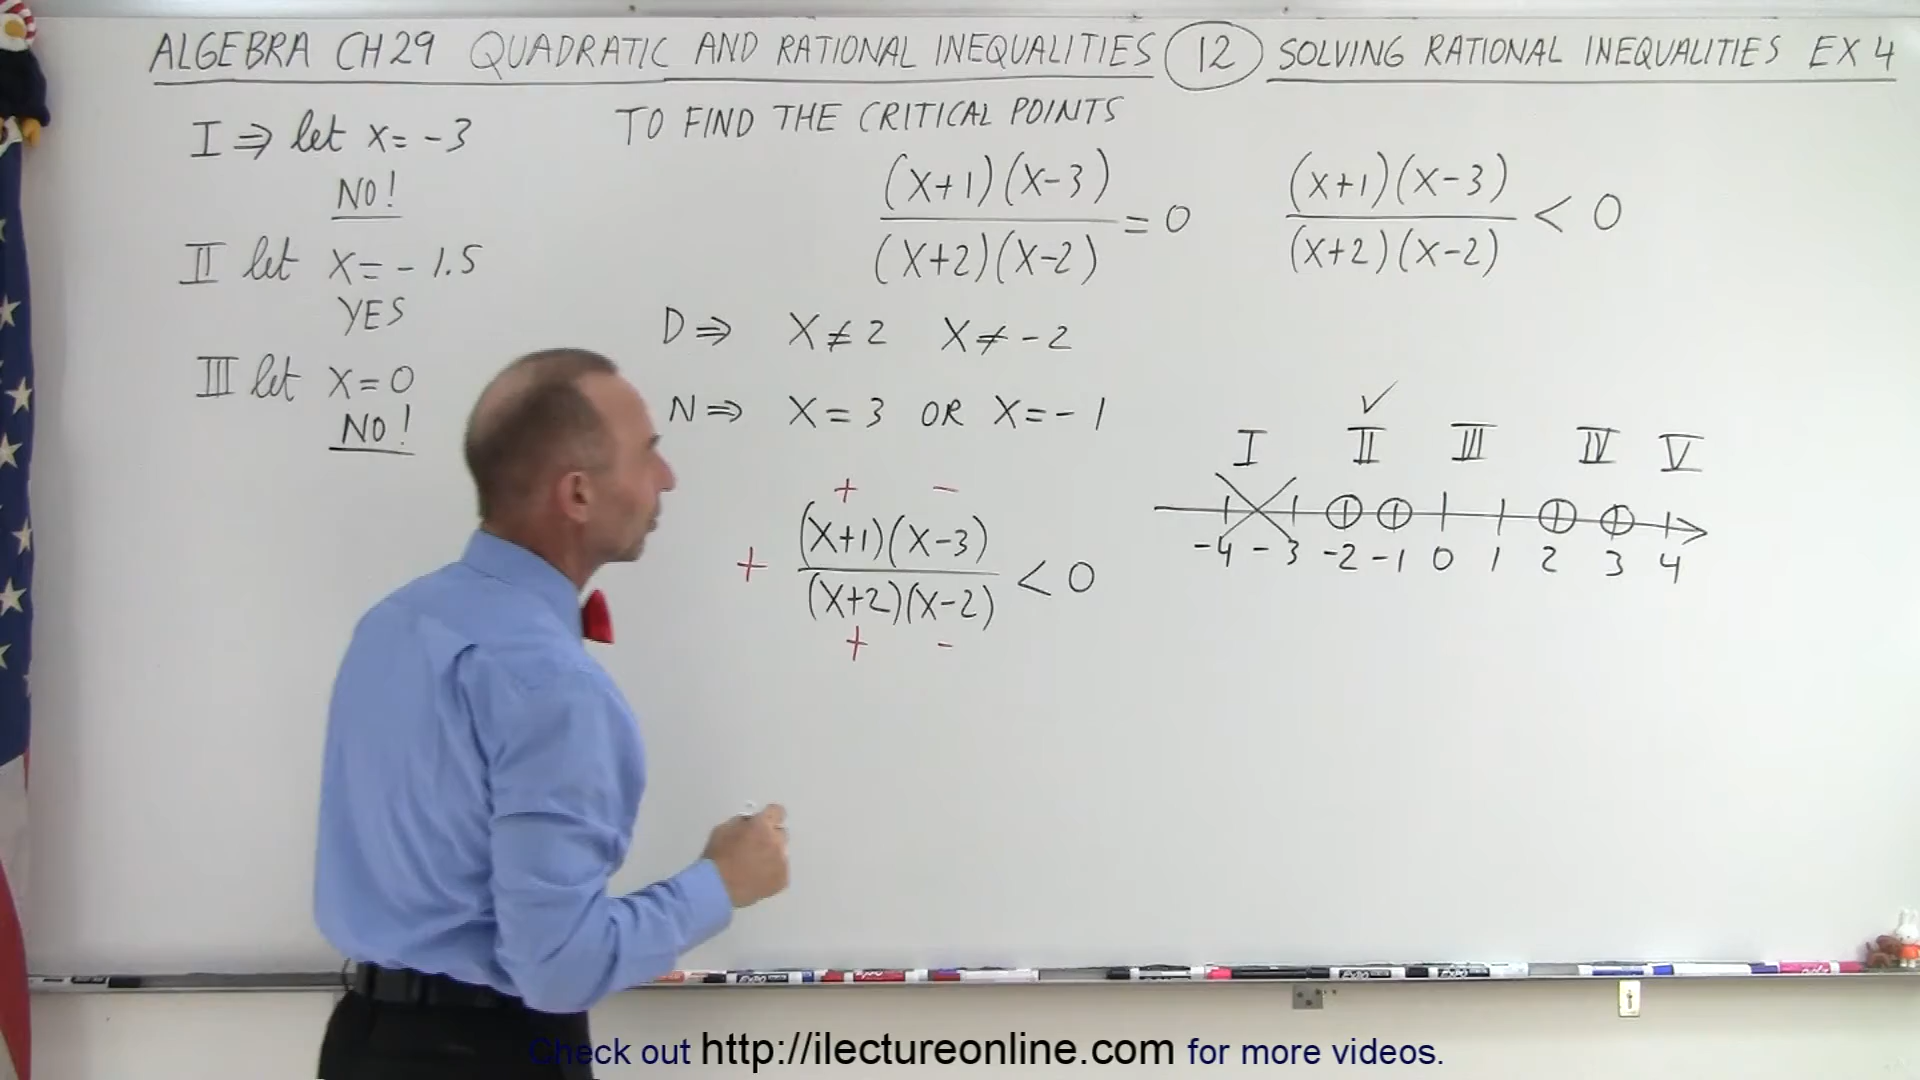 ALGEBRA CH 29 QUADRATIC AND RATIONAL INEQUALITIES 12 SOLVING RATIONAL INEQUALITIES EX 4
I ⇒ let x = -3
NO!
II let x = -1.5
YES
III let x = 0
NO!
TO FIND THE CRITICAL POINTS
(x+1)(x-3)
(x+2)(x-2)
= 0
(x+1)(x-3)
(x+2)(x-2)
< 0
D ⇒ x ≠ 2 x ≠ -2
N ⇒ x = 3 OR x = -1
+ -
+ (x+1)(x-3)
(x+2)(x-2)
< 0
+ -
✓
I II III IV V
-4 -3 -2 -1 0 1 2 3 4
Check out http://ilectureonline.com for more videos.